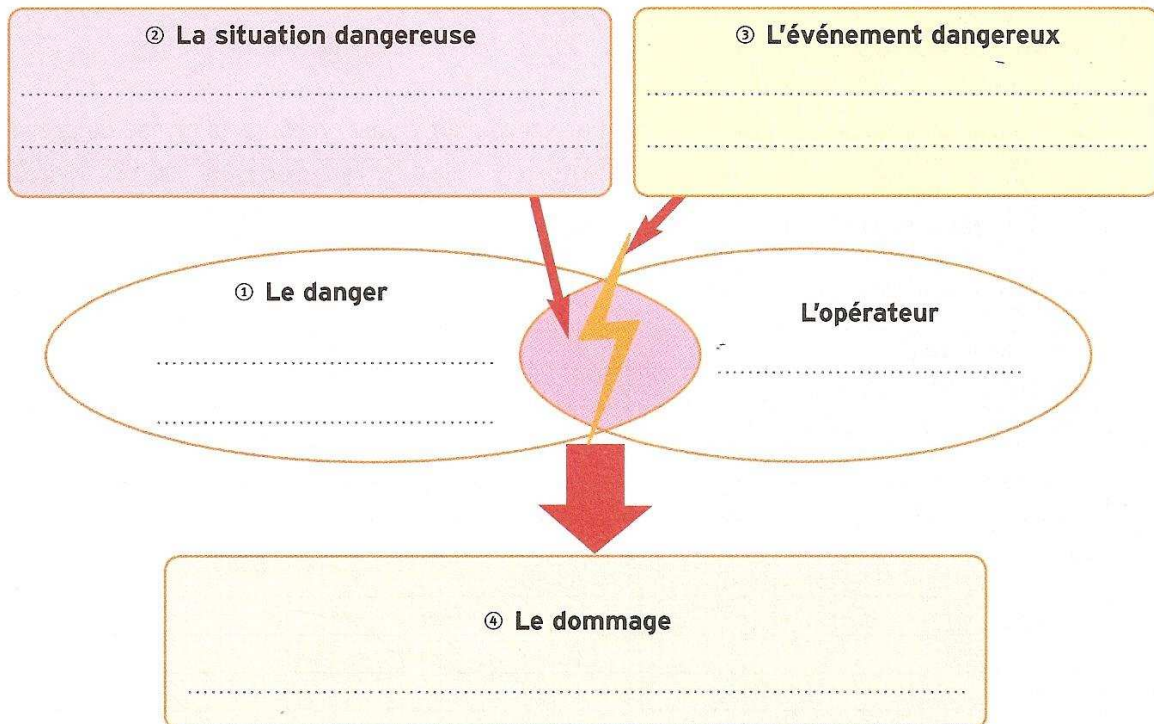 ② La situation dangereuse
③ L'événement dangereux
① Le danger
L'opérateur
④ Le dommage